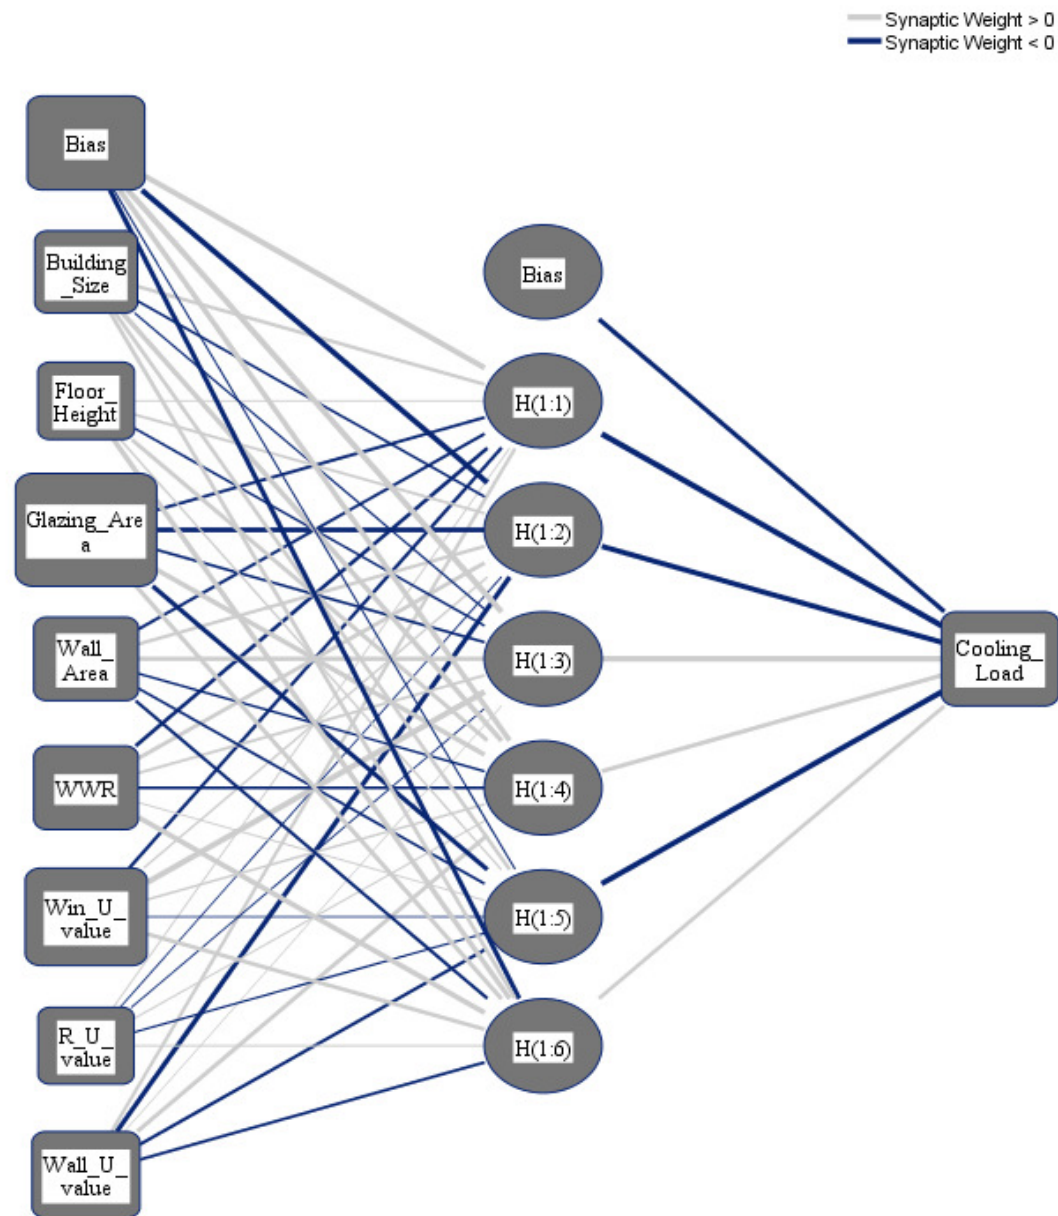 Synaptic Weight > 0
Synaptic Weight < 0
Bias
Building
_Size
Floor_
Height
Glazing_Are
a
Wall_
Area
WWR
Win_U_
value
R_U_
value
Wall_U_
value
Bias
H(1:1)
H(1:2)
H(1:3)
H(1:4)
H(1:5)
H(1:6)
Cooling_
Load